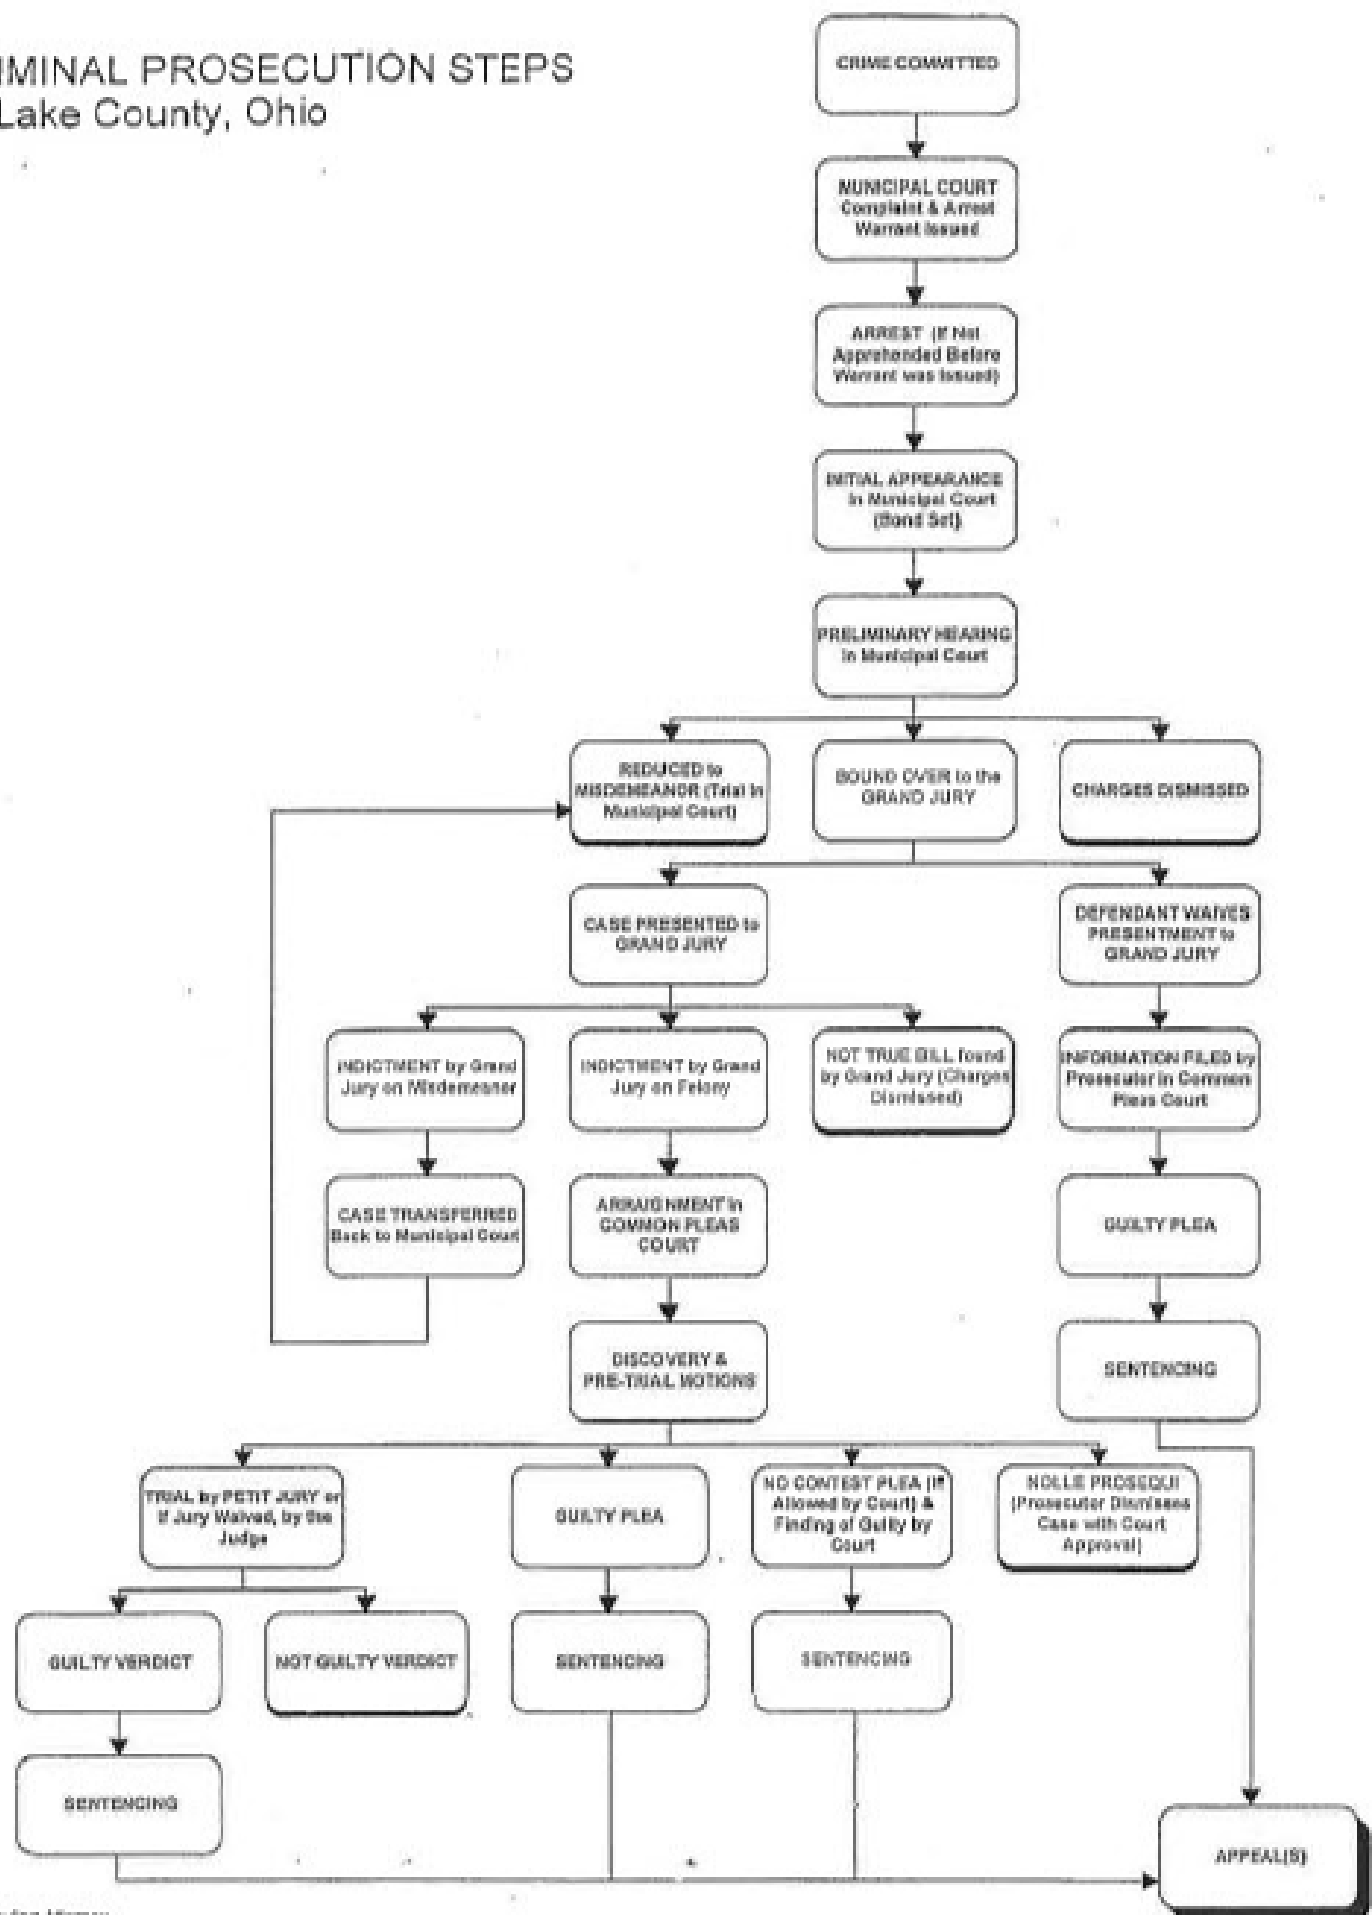 IMINAL PROSECUTION STEPS
Lake County, Ohio
CRIME COMMITTED
MUNICIPAL COURT
Complaint & Arrest
Warrant Issued
ARREST (If Not
Apprehended Before
Warrant was Issued)
INITIAL APPEARANCE
in Municipal Court
(Bond Set)
PRELIMINARY HEARING
in Municipal Court
REDUCED to
MISDEMEANOR (Trial in
Municipal Court)
BOUND OVER to the
GRAND JURY
CHARGES DISMISSED
CASE PRESENTED to
GRAND JURY
DEFENDANT WAIVES
PRESENTMENT to
GRAND JURY
INDICTMENT by Grand
Jury on Misdemeanor
INDICTMENT by Grand
Jury on Felony
NOT TRUE BILL found
by Grand Jury (Charges
Dismissed)
INFORMATION FILED by
Prosecutor in Common
Pleas Court
CASE TRANSFERRED
Back to Municipal Court
ARRAIGNMENT in
COMMON PLEAS
COURT
GUILTY PLEA
DISCOVERY &
PRE-TRIAL MOTIONS
SENTENCING
TRIAL by PETIT JURY or
If Jury Waived, by the
Judge
GUILTY PLEA
NO CONTEST PLEA (If
Allowed by Court) &
Finding of Guilty by
Court
NOLLE PROSEQUI
(Prosecutor Dismisses
Case with Court
Approval)
GUILTY VERDICT
NOT GUILTY VERDICT
SENTENCING
SENTENCING
SENTENCING
APPEAL(S)